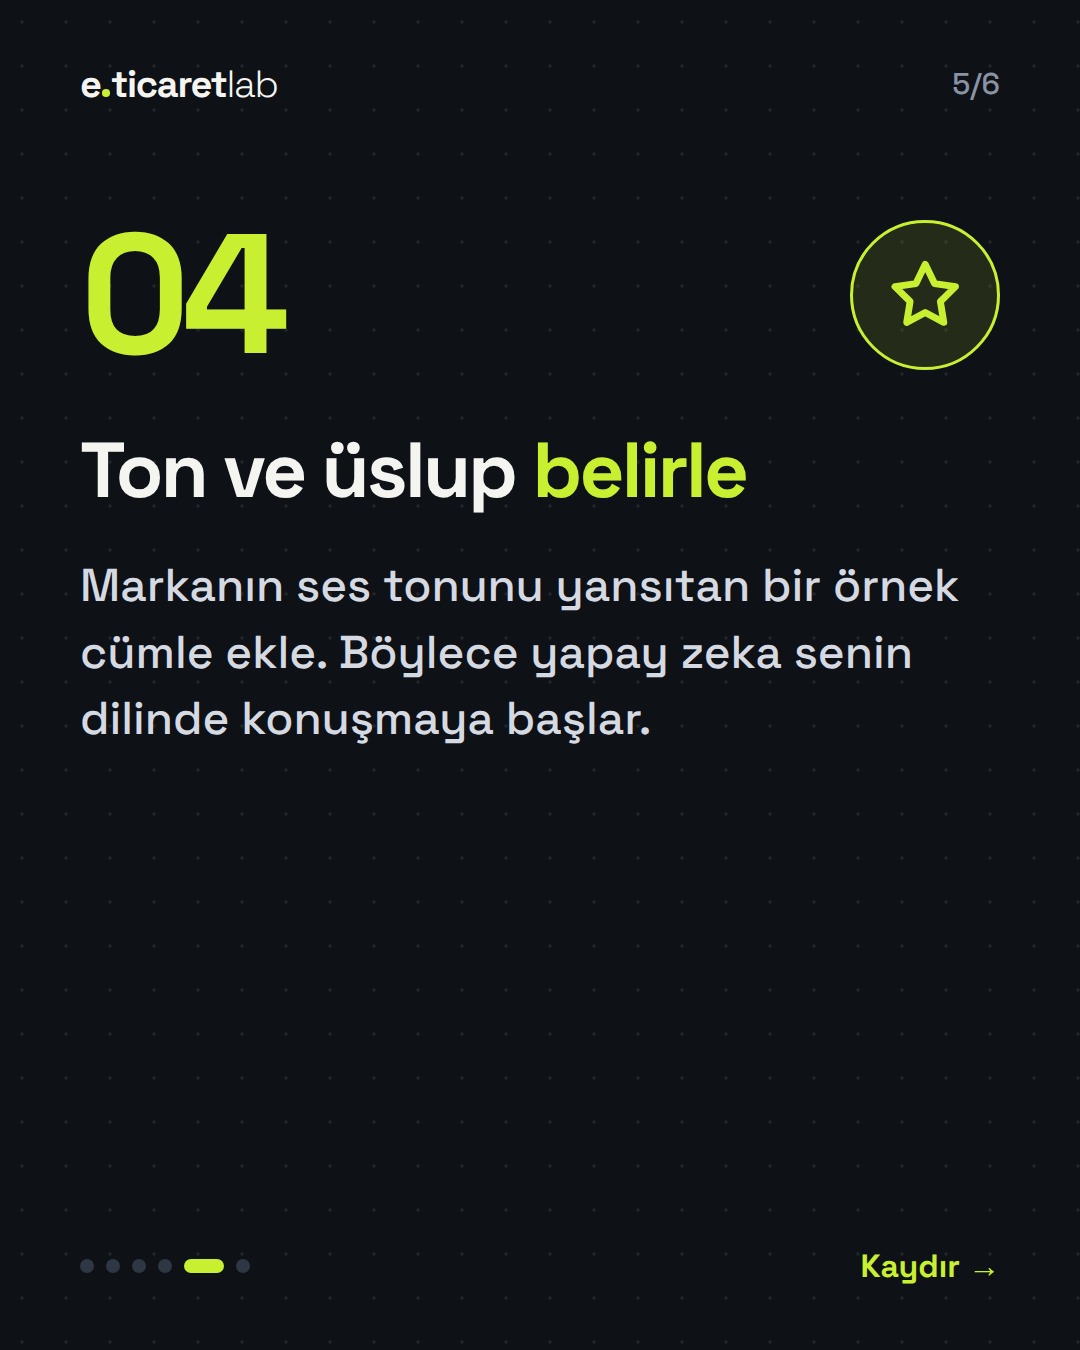 e.ticaretlab
5/6
04
Ton ve üslup belirle
Markanın ses tonunu yansıtan bir örnek
cümle ekle. Böylece yapay zeka senin
dilinde konuşmaya başlar.
Kaydır →